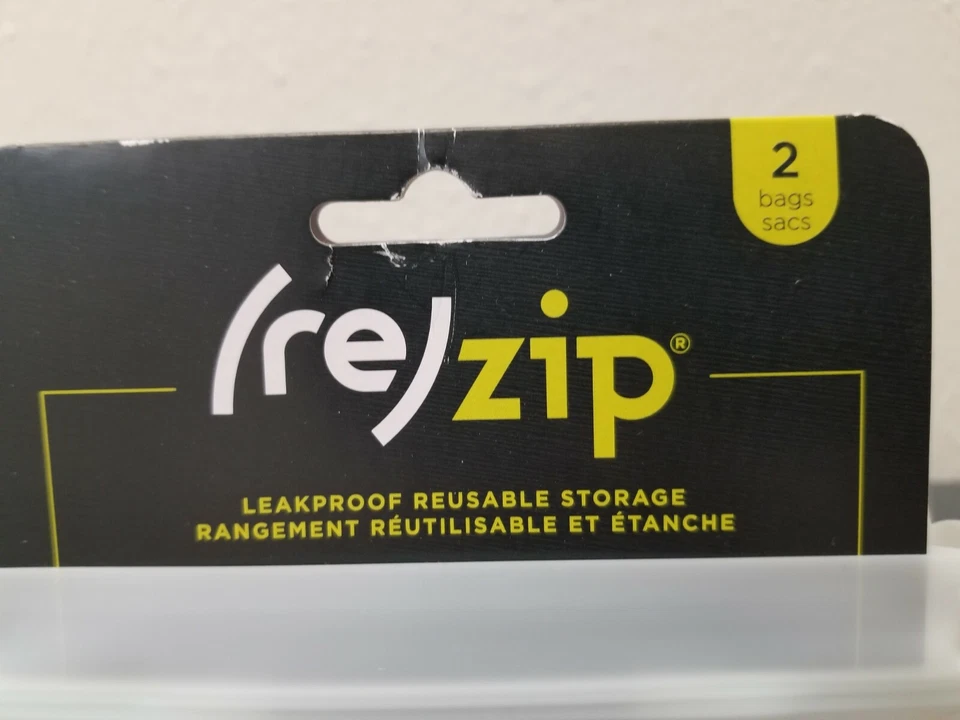 2
bags
sacs
(re)zip®
LEAKPROOF REUSABLE STORAGE
RANGEMENT RÉUTILISABLE ET ÉTANCHE